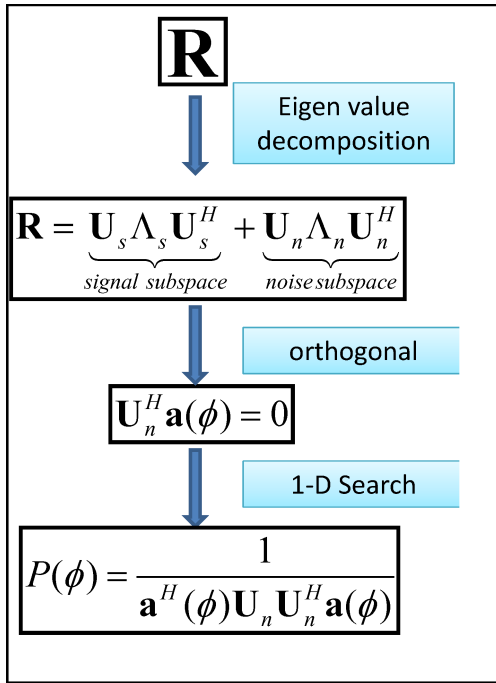 R
Eigen value
decomposition
R = U_s Λ_s U_s^H + U_n Λ_n U_n^H
signal subspace noise subspace
orthogonal
U_n^H a(ϕ) = 0
1-D Search
P(ϕ) = 1 / a^H(ϕ)U_n U_n^H a(ϕ)